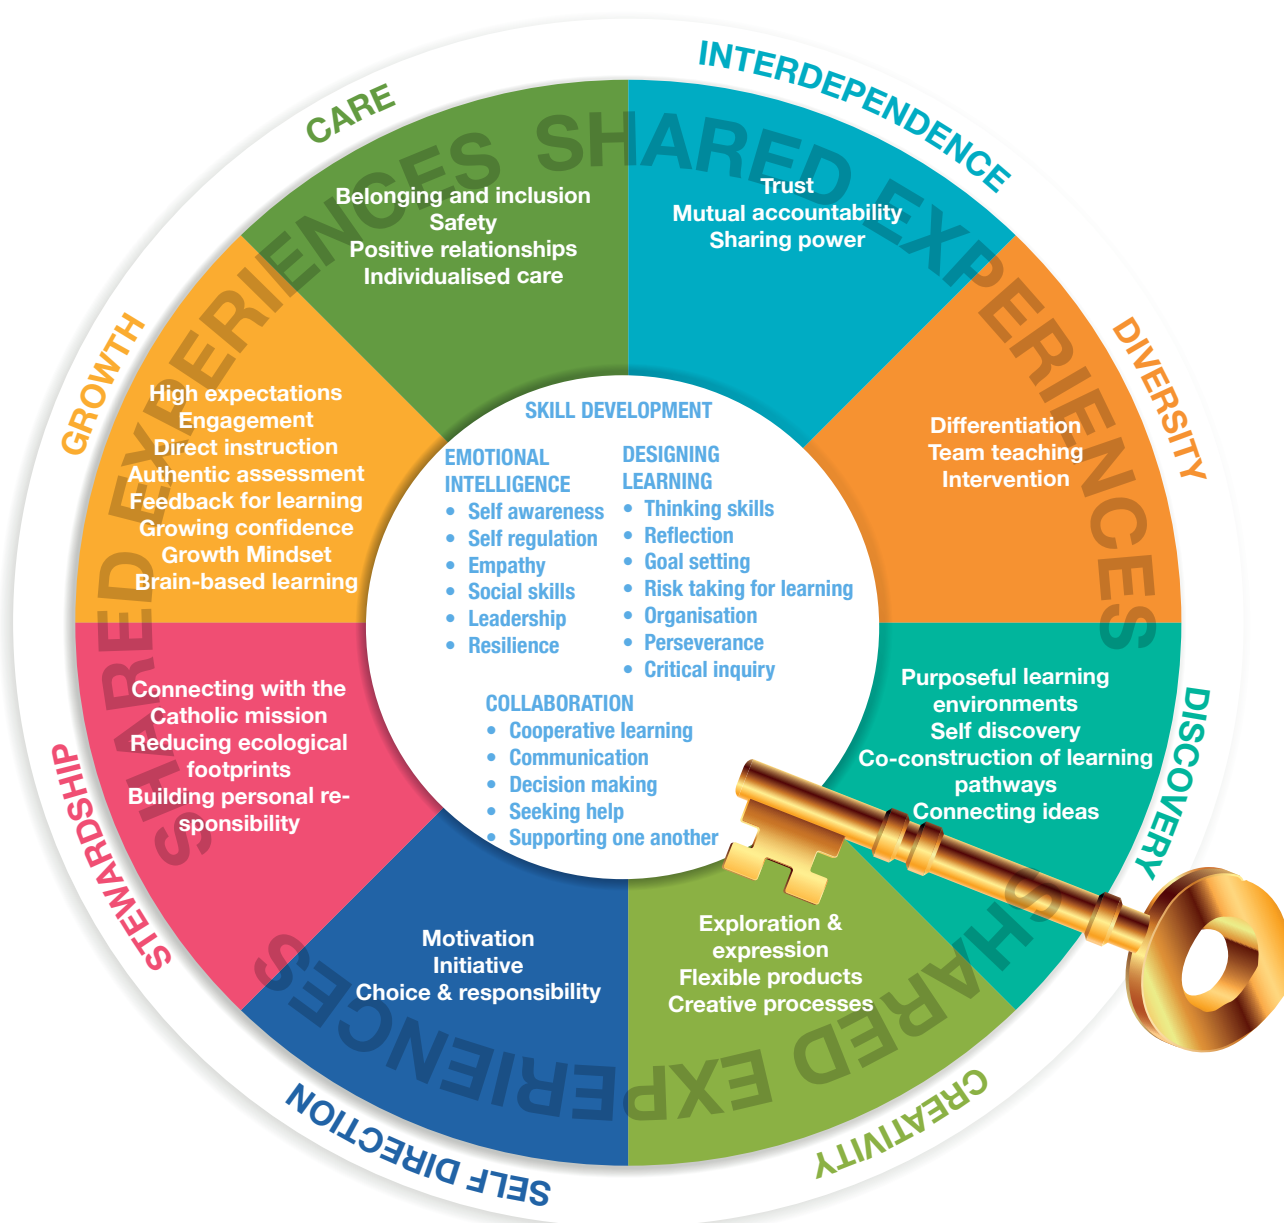 CARE
INTERDEPENDENCE
DIVERSITY
DISCOVERY
CREATIVITY
SELF DIRECTION
STEWARDSHIP
GROWTH
SHARED EXPERIENCES
SHARED EXPERIENCES
SHARED EXPERIENCES
Belonging and inclusion
Safety
Positive relationships
Individualised care
Trust
Mutual accountability
Sharing power
Differentiation
Team teaching
Intervention
Purposeful learning
environments
Self discovery
Co-construction of learning
pathways
Connecting ideas
Exploration &
expression
Flexible products
Creative processes
Motivation
Initiative
Choice & responsibility
Connecting with the
Catholic mission
Reducing ecological
footprints
Building personal re-
sponsibility
High expectations
Engagement
Direct instruction
Authentic assessment
Feedback for learning
Growing confidence
Growth Mindset
Brain-based learning
SKILL DEVELOPMENT
EMOTIONAL
INTELLIGENCE
• Self awareness
• Self regulation
• Empathy
• Social skills
• Leadership
• Resilience
DESIGNING
LEARNING
• Thinking skills
• Reflection
• Goal setting
• Risk taking for learning
• Organisation
• Perseverance
• Critical inquiry
COLLABORATION
• Cooperative learning
• Communication
• Decision making
• Seeking help
• Supporting one another